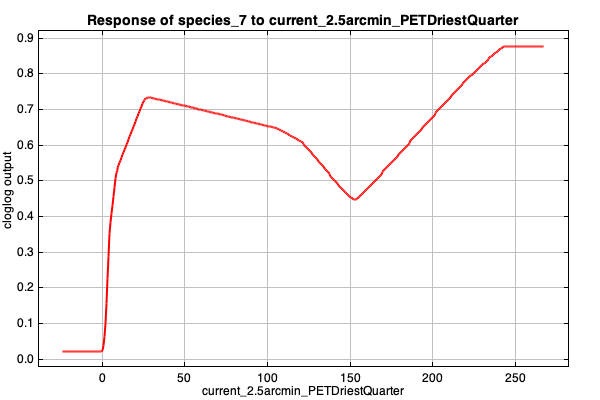 Response of species_7 to current_2.5arcmin_PETDriestQuarter
0.9
0.8
0.7
0.6
0.5
0.4
0.3
0.2
0.1
0.0
cloglog output
0 50 100 150 200 250
current_2.5arcmin_PETDriestQuarter